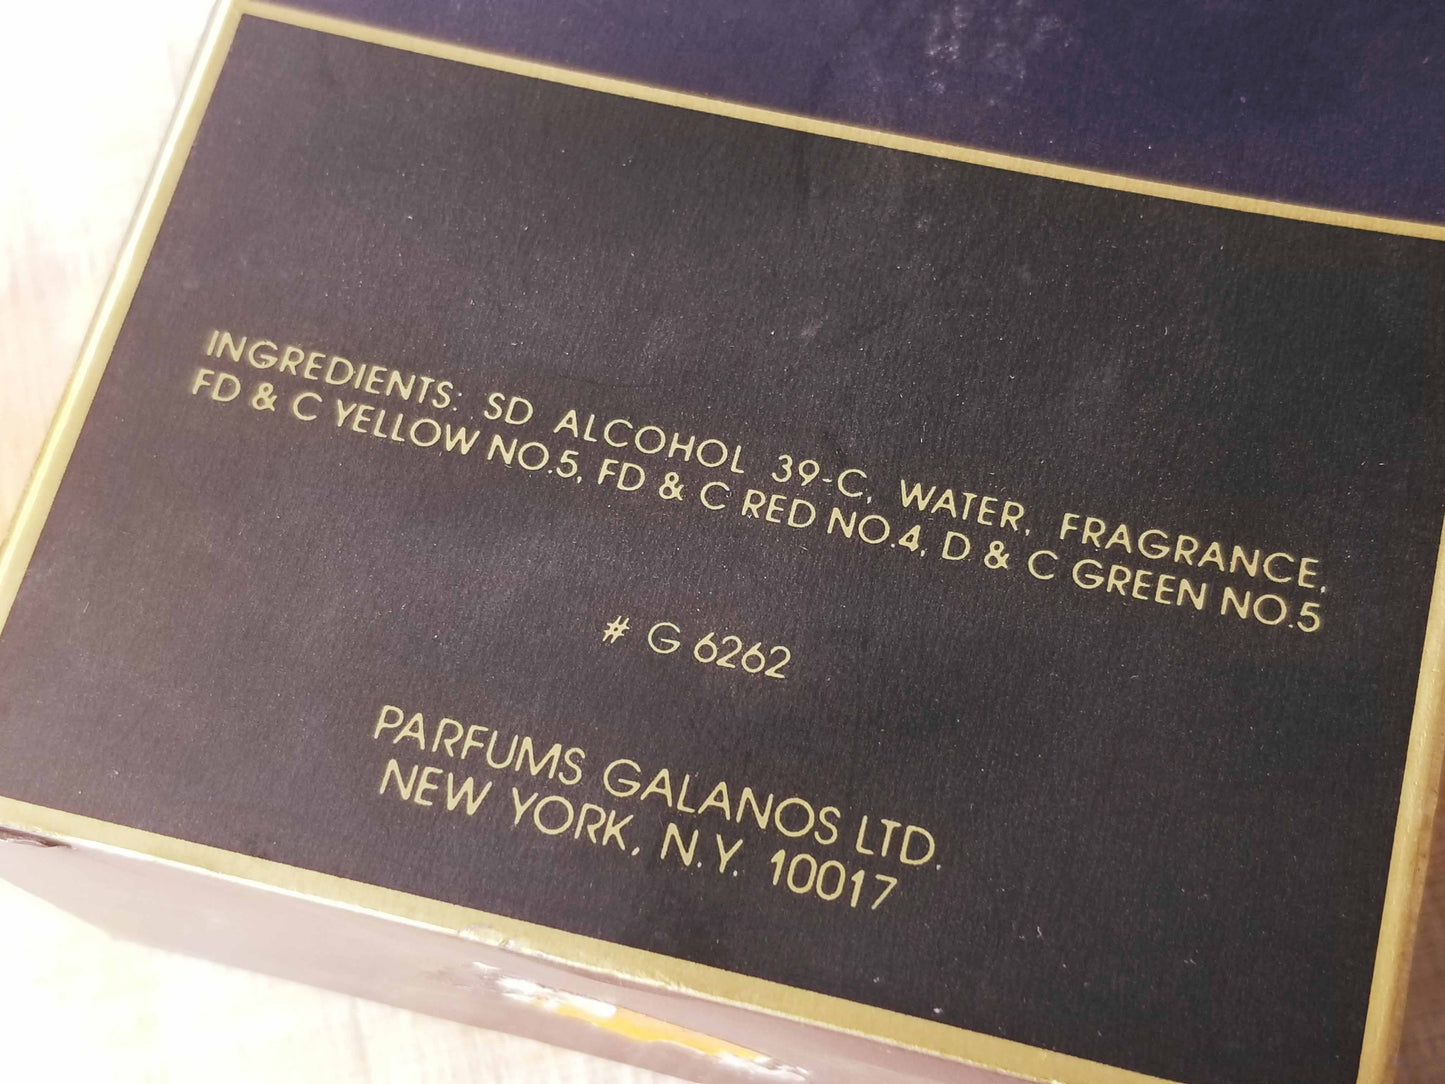 INGREDIENTS: SD ALCOHOL 39-C, WATER, FRAGRANCE,
FD & C YELLOW NO.5, FD & C RED NO.4, D & C GREEN NO.5
# G 6262
PARFUMS GALANOS LTD.
NEW YORK, N.Y. 10017